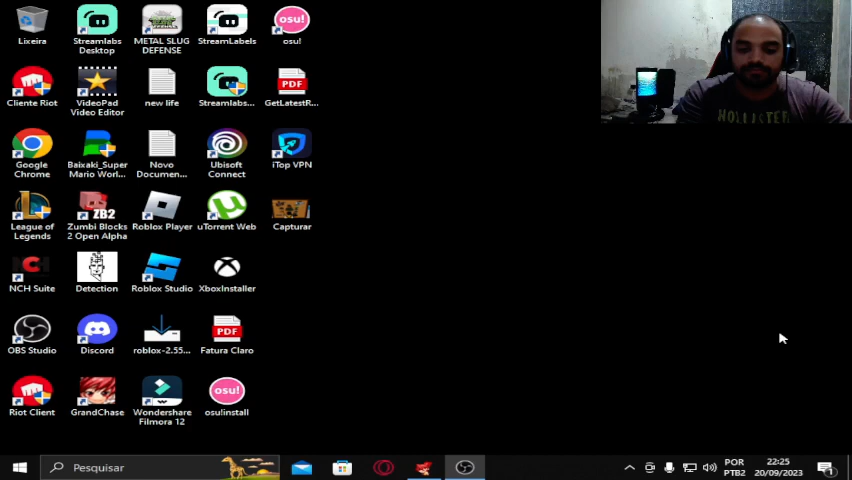 Lixeira
Streamlabs
Desktop
METAL SLUG
DEFENSE
StreamLabels
osu!
osu!
Cliente Riot
VideoPad
Video Editor
new life
Streamlabs...
PDF
GetLatestR...
Google
Chrome
Baixaki_Super
Mario Worl...
Novo
Documen...
Ubisoft
Connect
iTop VPN
League of
Legends
ZB2
Zumbi Blocks
2 Open Alpha
Roblox Player
uTorrent Web
Capturar
NCH Suite
Detection
Roblox Studio
XboxInstaller
OBS Studio
Discord
roblox-2.55...
PDF
Fatura Claro
Riot Client
GrandChase
Wondershare
Filmora 12
osu!
osu!install
HOLLISTER
Pesquisar
POR
PTB2
22:25
20/09/2023
1